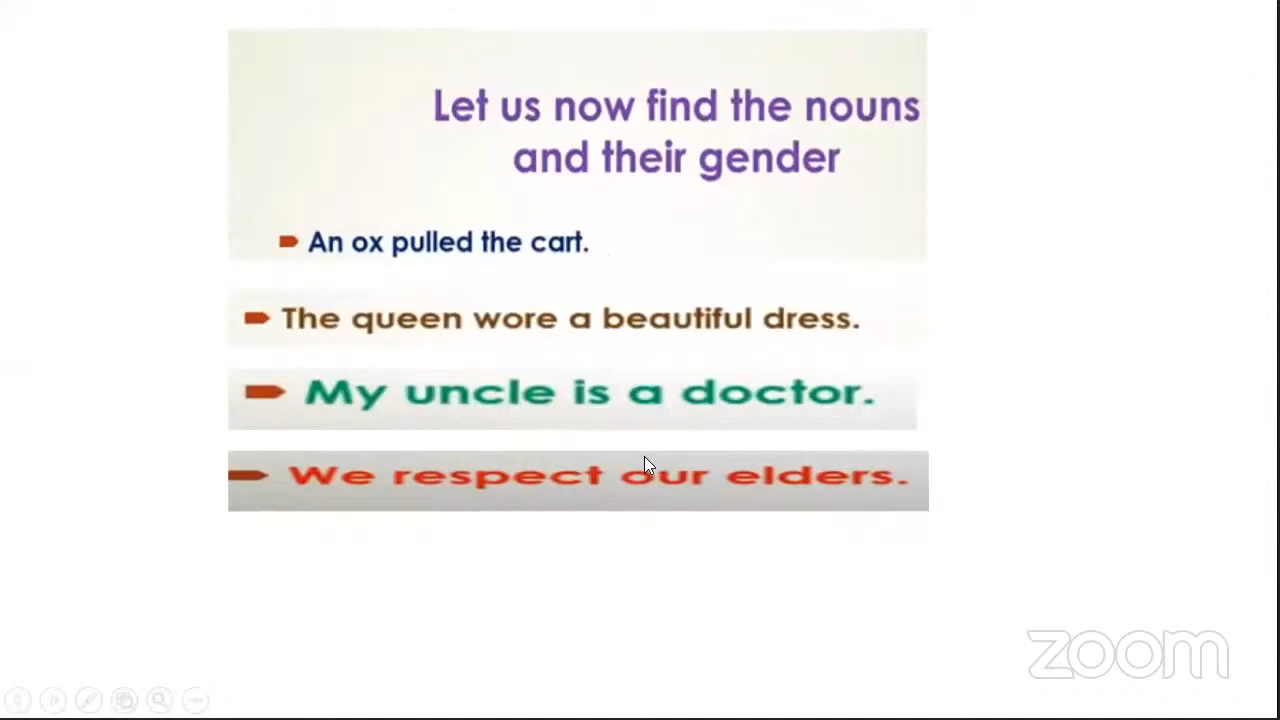 Let us now find the nouns
and their gender
An ox pulled the cart.
The queen wore a beautiful dress.
My uncle is a doctor.
We respect our elders.
zoom